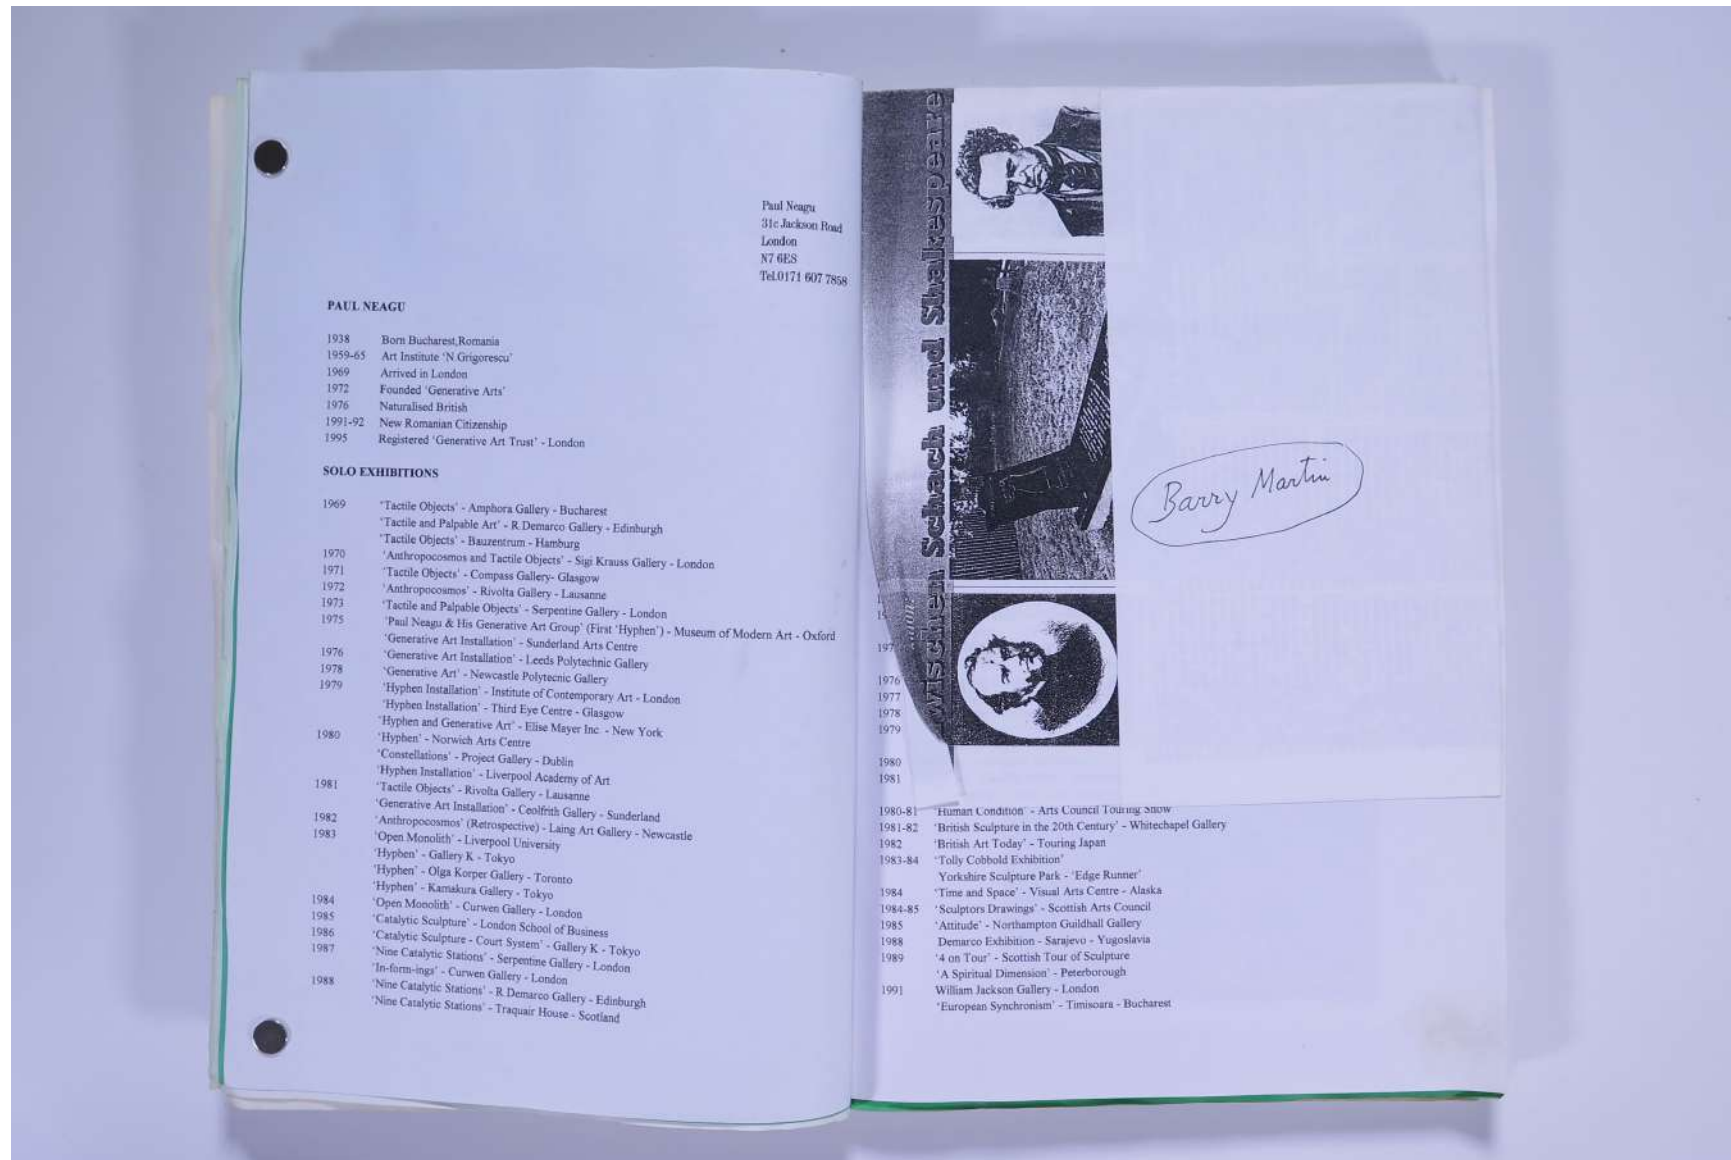 Paul Neagu
31c Jackson Road
London
N7 6ES
Tel.0171 607 7858
PAUL NEAGU
1938 Born Bucharest,Romania
1959-65 Art Institute 'N Grigorescu'
1969 Arrived in London
1972 Founded 'Generative Arts'
1976 Naturalised British
1991-92 New Romanian Citizenship
1995 Registered 'Generative Art Trust' - London
SOLO EXHIBITIONS
1969 'Tactile Objects' - Amphora Gallery - Bucharest
'Tactile and Palpable Art' - R Demarco Gallery - Edinburgh
'Tactile Objects' - Bauzentrum - Hamburg
1970 'Anthropocosmos and Tactile Objects' - Sigi Krauss Gallery - London
1971 'Tactile Objects' - Compass Gallery- Glasgow
1972 'Anthropocosmos' - Rivolta Gallery - Lausanne
1973 'Tactile and Palpable Objects' - Serpentine Gallery - London
1975 'Paul Neagu & His Generative Art Group' (First 'Hyphen') - Museum of Modern Art - Oxford
'Generative Art Installation' - Sunderland Arts Centre
1976 'Generative Art Installation' - Leeds Polytechnic Gallery
1978 'Generative Art' - Newcastle Polytecnic Gallery
1979 'Hyphen Installation' - Institute of Contemporary Art - London
'Hyphen Installation' - Third Eye Centre - Glasgow
'Hyphen and Generative Art' - Elise Mayer Inc - New York
1980 'Hyphen' - Norwich Arts Centre
'Constellations' - Project Gallery - Dublin
'Hyphen Installation' - Liverpool Academy of Art
1981 'Tactile Objects' - Rivolta Gallery - Lausanne
'Generative Art Installation' - Ceolfrith Gallery - Sunderland
1982 'Anthropocosmos' (Retrospective) - Laing Art Gallery - Newcastle
1983 'Open Monolith' - Liverpool University
'Hyphen' - Gallery K - Tokyo
'Hyphen' - Olga Korper Gallery - Toronto
'Hyphen' - Kamakura Gallery - Tokyo
1984 'Open Monolith' - Curwen Gallery - London
1985 'Catalytic Sculpture' - London School of Business
1986 'Catalytic Sculpture - Court System' - Gallery K - Tokyo
1987 'Nine Catalytic Stations' - Serpentine Gallery - London
'In-form-ings' - Curwen Gallery - London
1988 'Nine Catalytic Stations' - R Demarco Gallery - Edinburgh
'Nine Catalytic Stations' - Traquair House - Scotland
wischen Schach und Shakespeare
Barry Martin
197
1976
1977
1978
1979
1980
1981
1980-81 'Human Condition' - Arts Council Touring Show
1981-82 'British Sculpture in the 20th Century' - Whitechapel Gallery
1982 'British Art Today' - Touring Japan
1983-84 'Tolly Cobbold Exhibition'
Yorkshire Sculpture Park - 'Edge Runner'
1984 'Time and Space' - Visual Arts Centre - Alaska
1984-85 'Sculptors Drawings' - Scottish Arts Council
1985 'Attitude' - Northampton Guildhall Gallery
1988 Demarco Exhibition - Sarajevo - Yugoslavia
1989 '4 on Tour' - Scottish Tour of Sculpture
'A Spiritual Dimension' - Peterborough
1991 William Jackson Gallery - London
'European Synchronism' - Timisoara - Bucharest